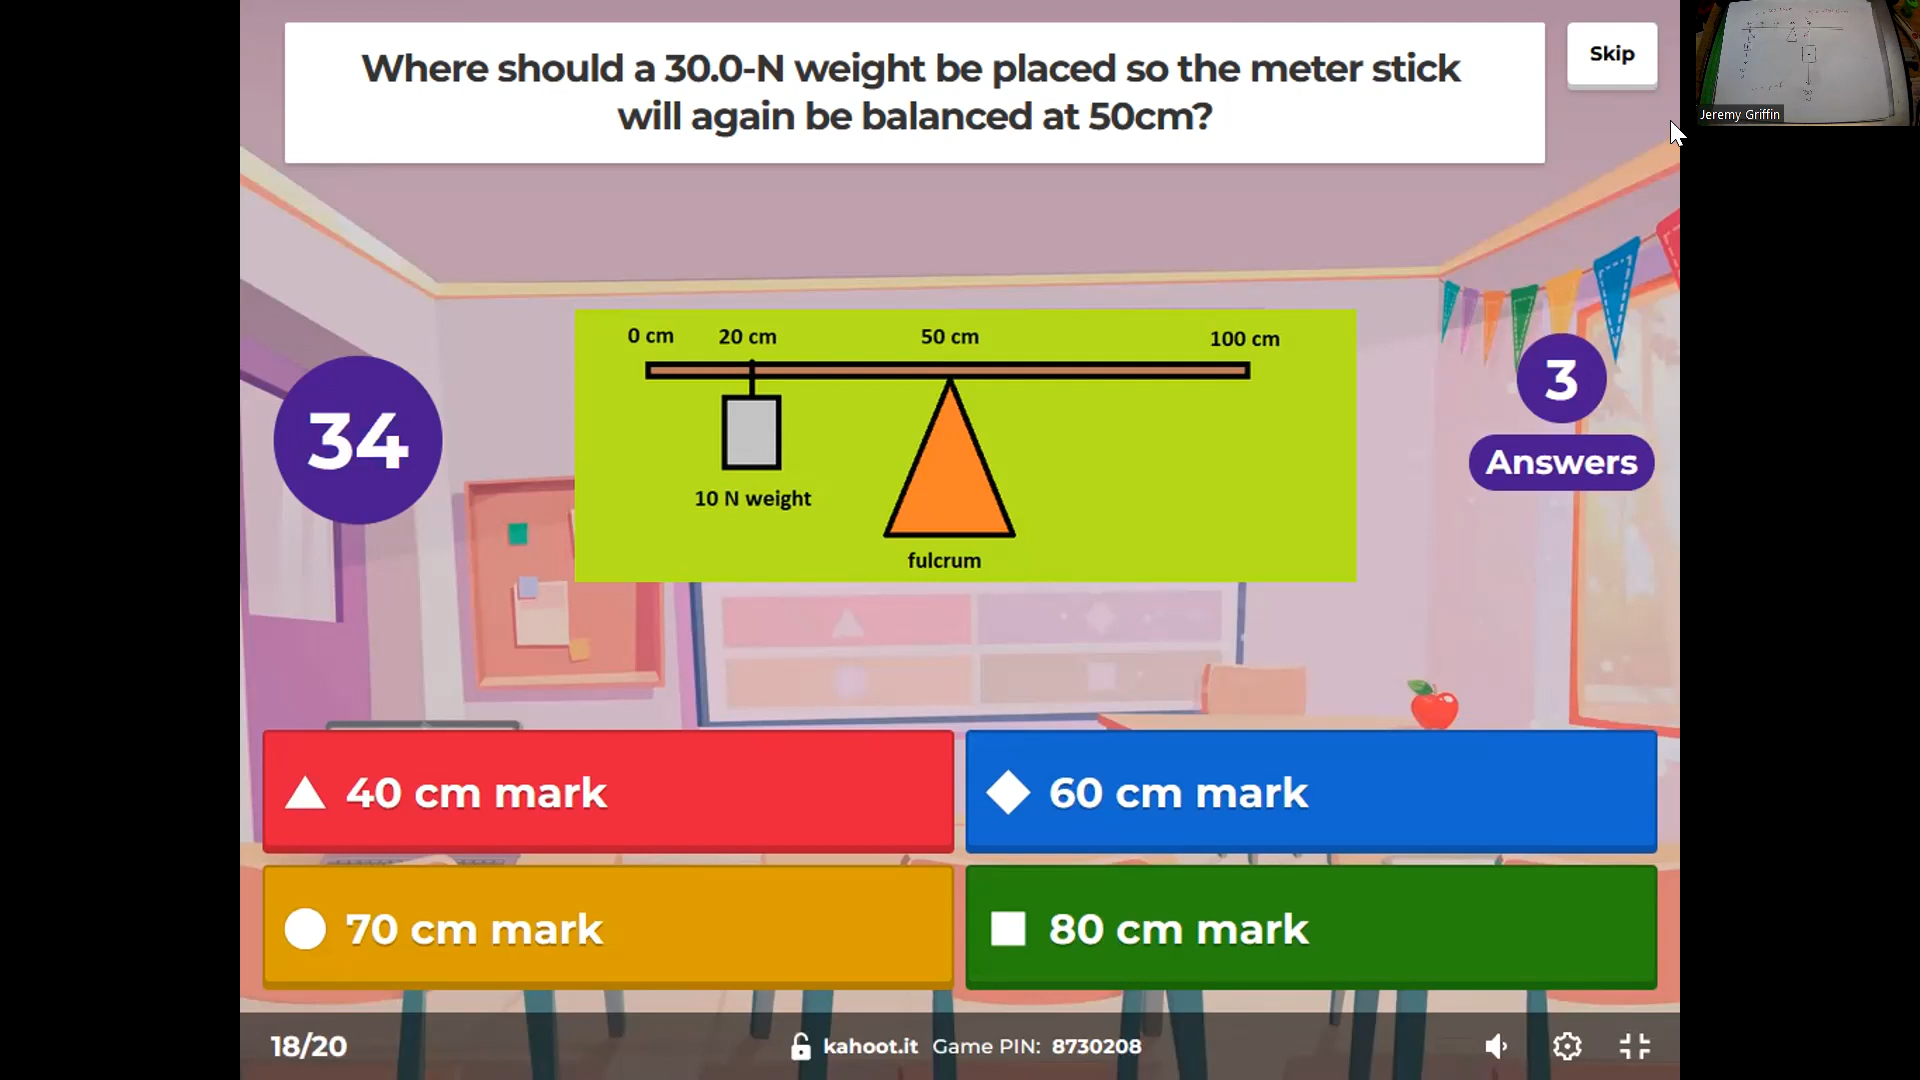 Where should a 30.0-N weight be placed so the meter stick
will again be balanced at 50cm?
Skip
Jeremy Griffin
0 cm 20 cm 50 cm 100 cm
10 N weight
fulcrum
34
3
Answers
40 cm mark
60 cm mark
70 cm mark
80 cm mark
18/20
kahoot.it Game PIN: 8730208